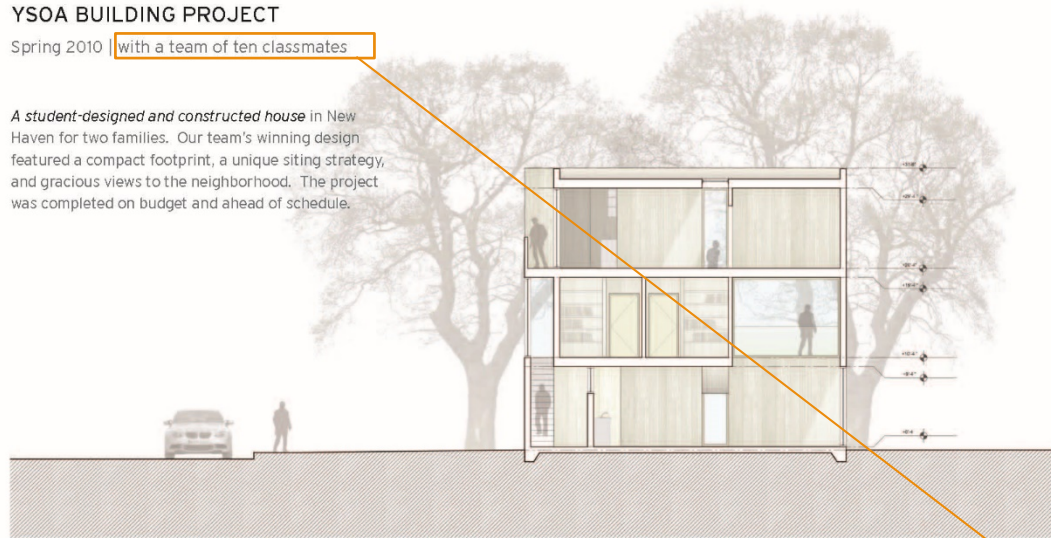 YSOA BUILDING PROJECT
Spring 2010 | with a team of ten classmates
A student-designed and constructed house in New
Haven for two families. Our team's winning design
featured a compact footprint, a unique siting strategy,
and gracious views to the neighborhood. The project
was completed on budget and ahead of schedule.